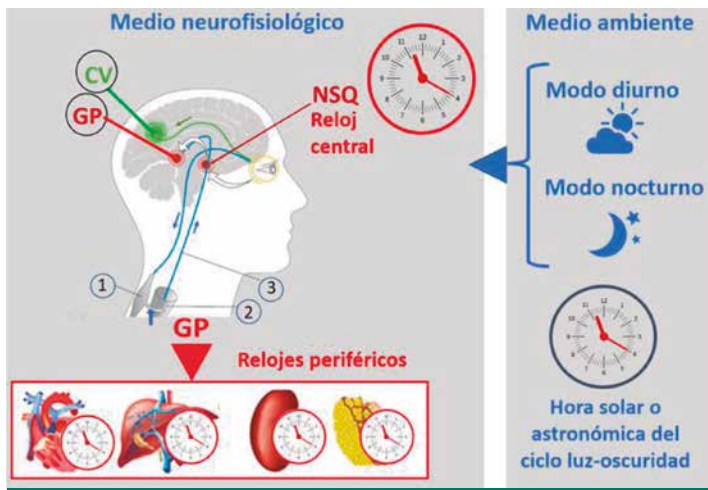 Medio neurofisiológico
CV
GP
NSQ
Reloj
central
1
2
3
GP
Relojes periféricos
Medio ambiente
Modo diurno
Modo nocturno
Hora solar o
astronómica del
ciclo luz-oscuridad